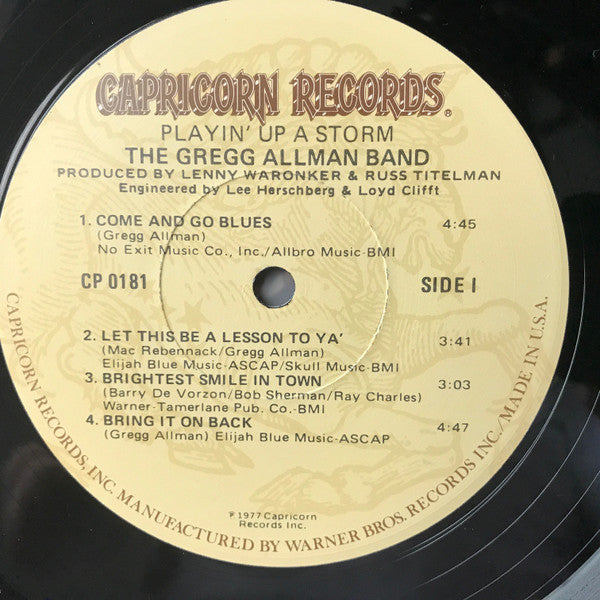 CAPRICORN RECORDS®
PLAYIN' UP A STORM
THE GREGG ALLMAN BAND
PRODUCED BY LENNY WARONKER & RUSS TITELMAN
Engineered by Lee Herschberg & Loyd Clifft
1. COME AND GO BLUES 4:45
(Gregg Allman)
No Exit Music Co., Inc./Allbro Music-BMI
CP 0181 SIDE I
2. LET THIS BE A LESSON TO YA' 3:41
(Mac Rebennack/Gregg Allman)
Elijah Blue Music-ASCAP/Skull Music-BMI
3. BRIGHTEST SMILE IN TOWN 3:03
(Barry De Vorzon/Bob Sherman/Ray Charles)
Warner-Tamerlane Pub. Co.-BMI
4. BRING IT ON BACK 4:47
(Gregg Allman) Elijah Blue Music-ASCAP
℗1977 Capricorn
Records Inc.
CAPRICORN RECORDS, INC. MANUFACTURED BY WARNER BROS. RECORDS INC./MADE IN U.S.A.